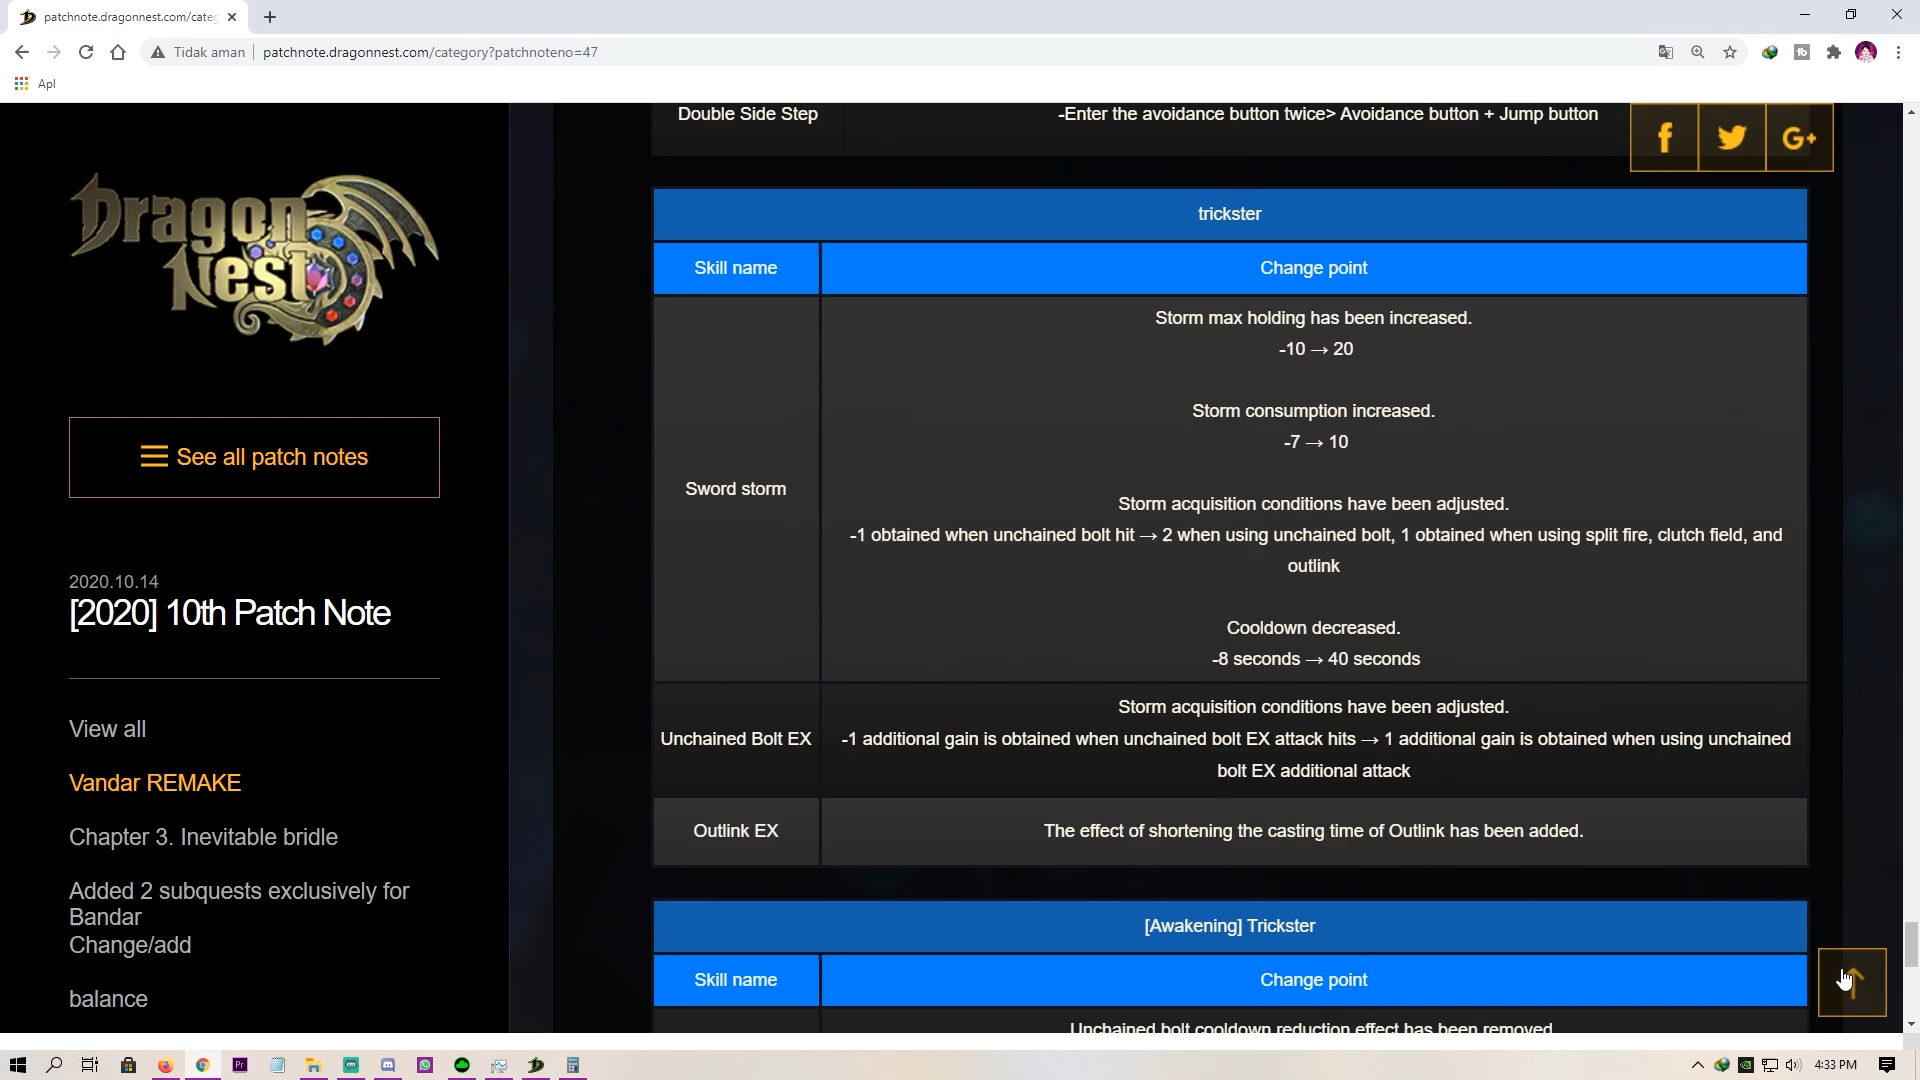 patchnote.dragonnest.com/categ
Tidak aman
patchnote.dragonnest.com/category?patchnoteno=47
Apl
Dragon
Nest
See all patch notes
2020.10.14
[2020] 10th Patch Note
View all
Vandar REMAKE
Chapter 3. Inevitable bridle
Added 2 subquests exclusively for
Bandar
Change/add
balance
Double Side Step
-Enter the avoidance button twice> Avoidance button + Jump button
f
G+
trickster
Skill name
Change point
Sword storm
Storm max holding has been increased.
-10 → 20
Storm consumption increased.
-7 → 10
Storm acquisition conditions have been adjusted.
-1 obtained when unchained bolt hit → 2 when using unchained bolt, 1 obtained when using split fire, clutch field, and
outlink
Cooldown decreased.
-8 seconds → 40 seconds
Unchained Bolt EX
Storm acquisition conditions have been adjusted.
-1 additional gain is obtained when unchained bolt EX attack hits → 1 additional gain is obtained when using unchained
bolt EX additional attack
Outlink EX
The effect of shortening the casting time of Outlink has been added.
[Awakening] Trickster
Skill name
Change point
Unchained bolt cooldown reduction effect has been removed
Pr
4:33 PM